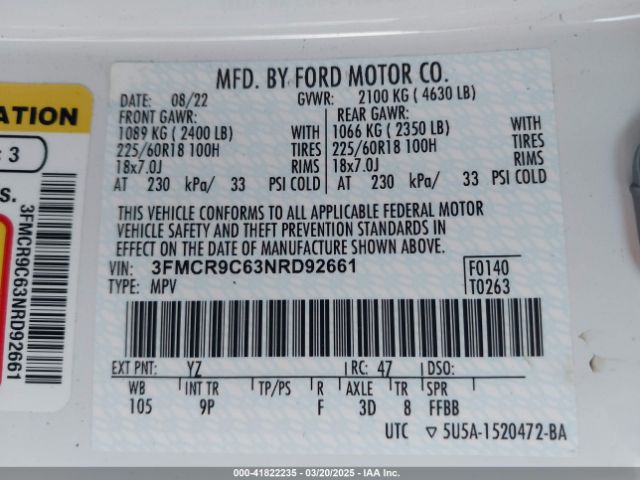 MFD. BY FORD MOTOR CO.
DATE: 08/22 GVWR: 2100 KG ( 4630 LB)
FRONT GAWR: REAR GAWR:
1089 KG ( 2400 LB) WITH 1066 KG ( 2350 LB) WITH
225/60R18 100H TIRES 225/60R18 100H TIRES
18x7.0J RIMS 18x7.0J RIMS
AT 230 kPa/ 33 PSI COLD AT 230 kPa/ 33 PSI COLD
THIS VEHICLE CONFORMS TO ALL APPLICABLE FEDERAL MOTOR
VEHICLE SAFETY AND THEFT PREVENTION STANDARDS IN
EFFECT ON THE DATE OF MANUFACTURE SHOWN ABOVE.
VIN: 3FMCR9C63NRD92661 F0140
TYPE: MPV T0263
EXT PNT: YZ RC: 47 DSO:
WB INT TR TP/PS R AXLE TR SPR
105 9P F 3D 8 FFBB
UTC ▽ 5U5A-1520472-BA
ATION
: 3
s.
3FMCR9C63NRD92661
000-41822235 - 03/20/2025 - IAAI.com